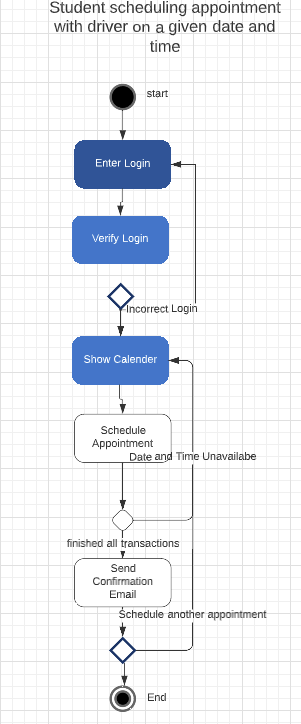 Student scheduling appointment
with driver on a given date and
time
start
Enter Login
Verify Login
Incorrect Login
Show Calender
Schedule
Appointment
Date and Time Unavailabe
finished all transactions
Send
Confirmation
Email
Schedule another appointment
End